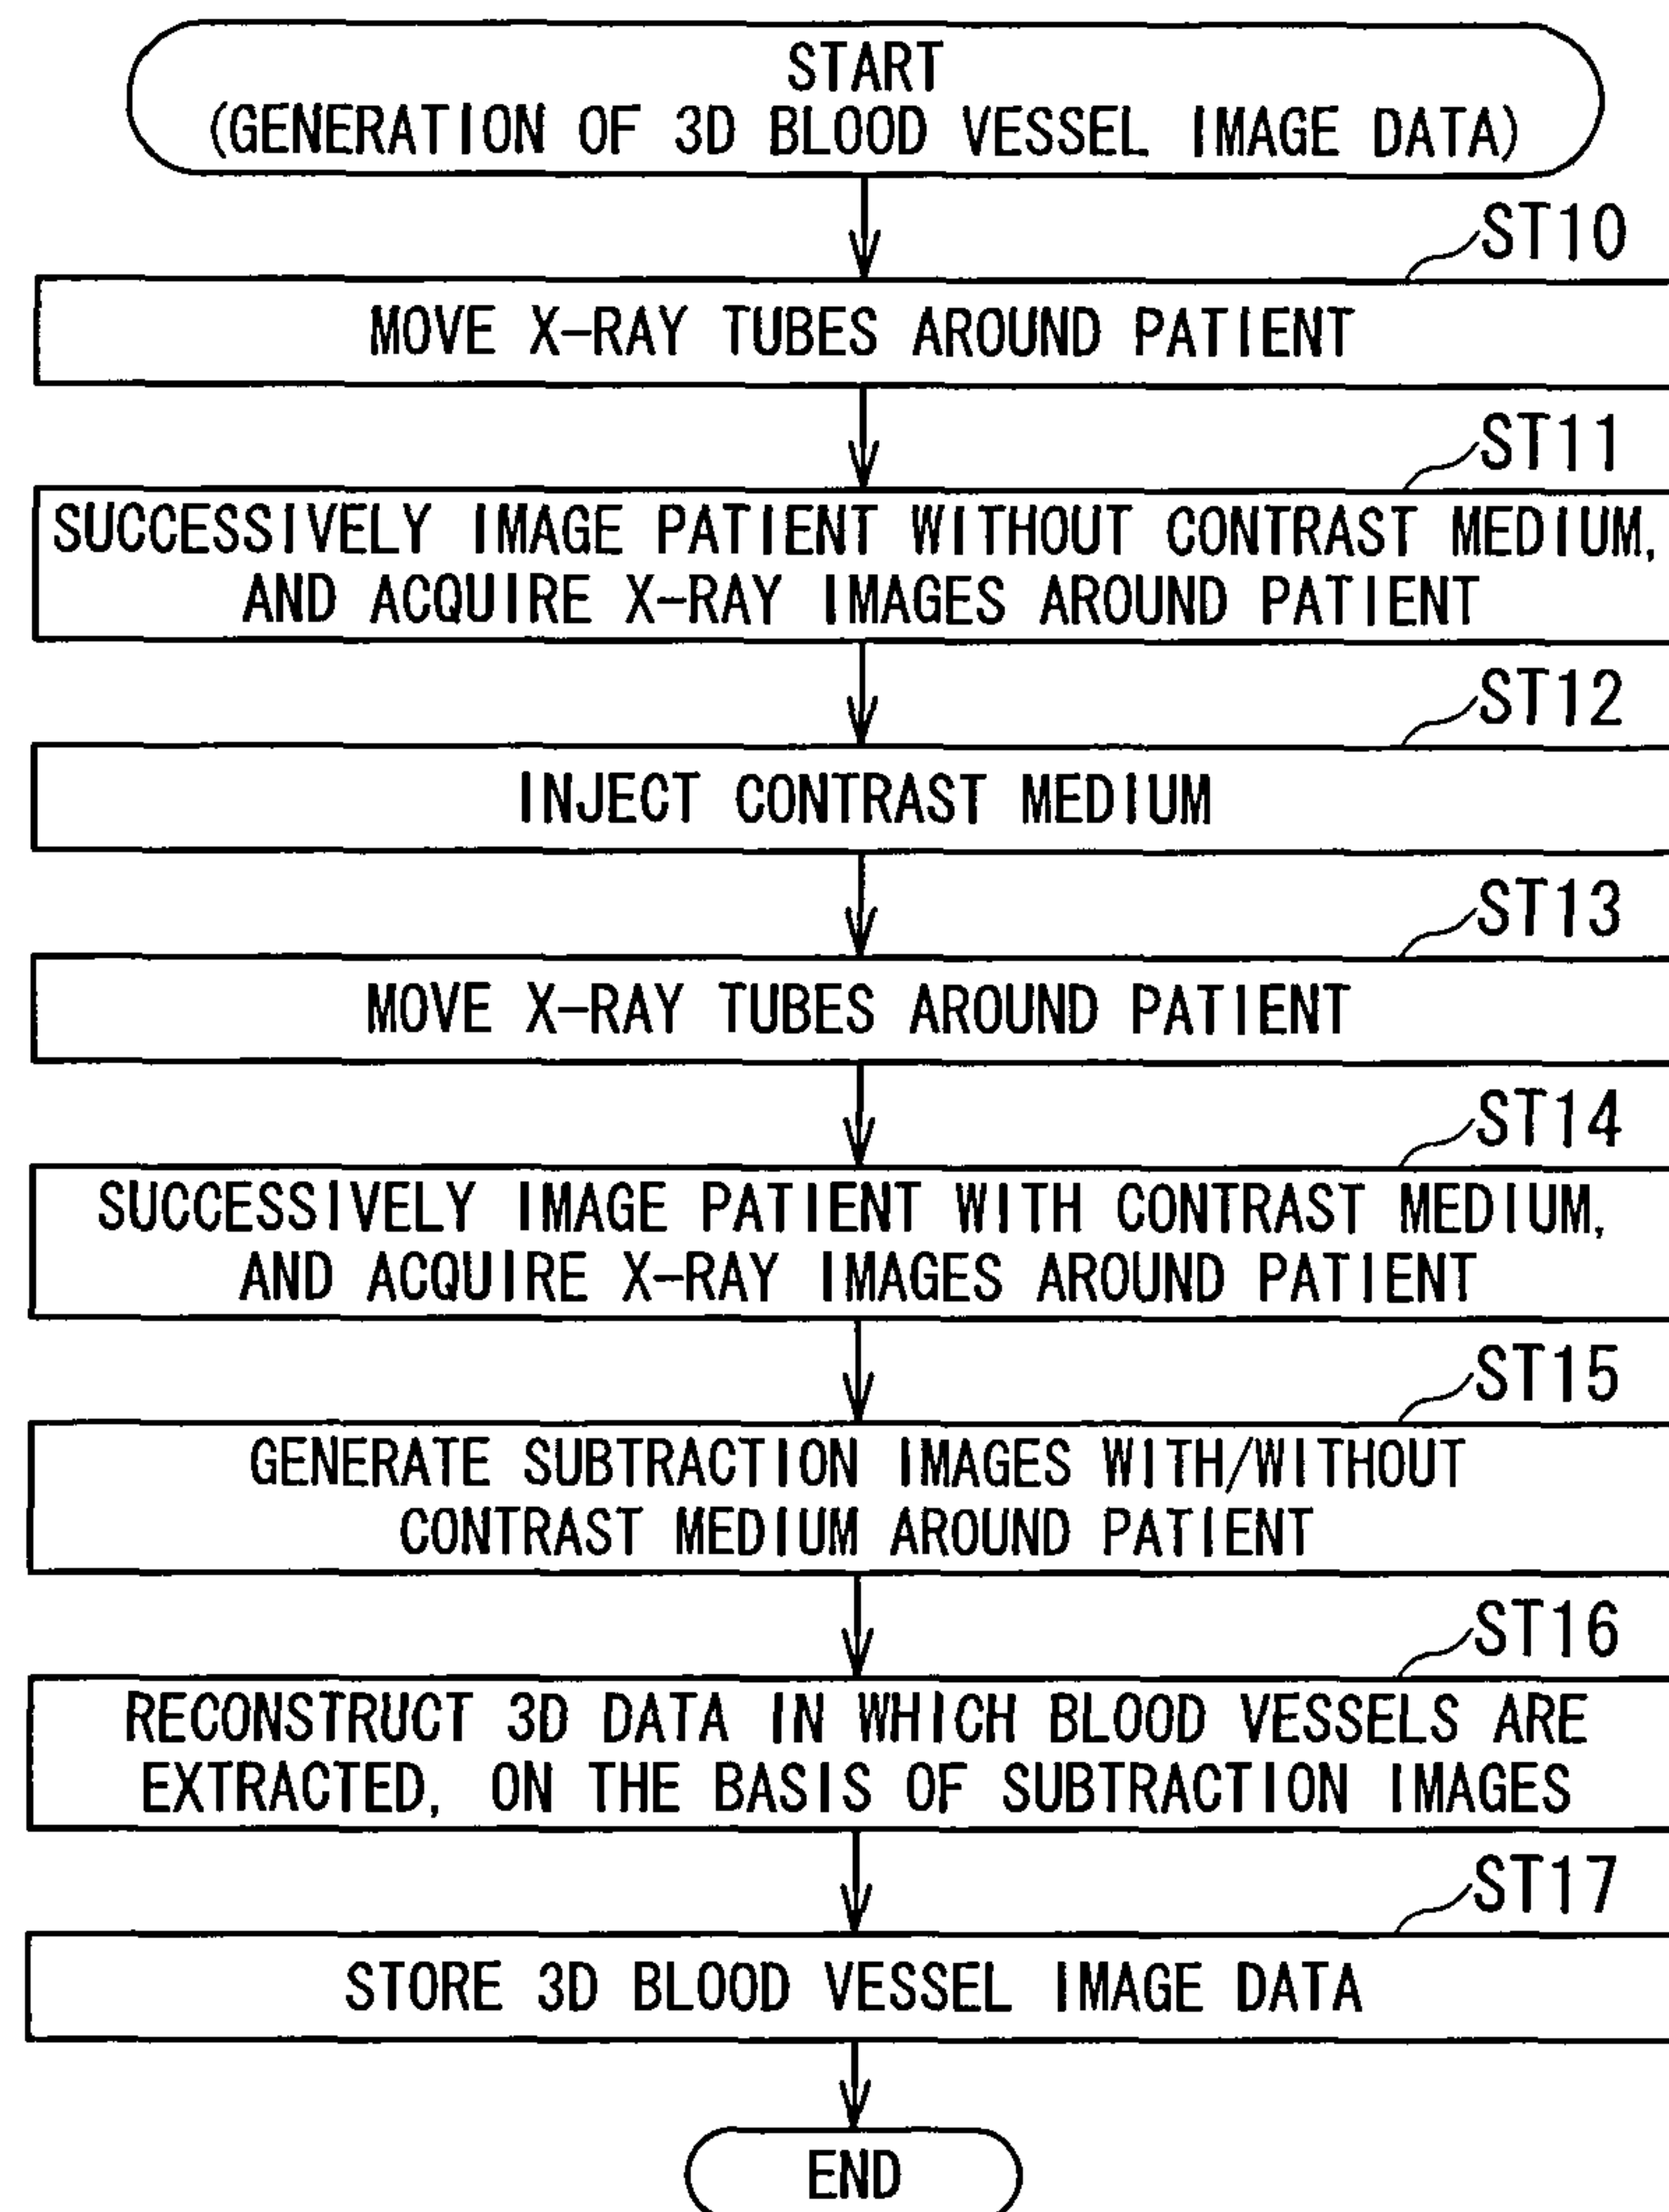 START
(GENERATION OF 3D BLOOD VESSEL IMAGE DATA)
ST10
MOVE X-RAY TUBES AROUND PATIENT
ST11
SUCCESSIVELY IMAGE PATIENT WITHOUT CONTRAST MEDIUM,
AND ACQUIRE X-RAY IMAGES AROUND PATIENT
ST12
INJECT CONTRAST MEDIUM
ST13
MOVE X-RAY TUBES AROUND PATIENT
ST14
SUCCESSIVELY IMAGE PATIENT WITH CONTRAST MEDIUM,
AND ACQUIRE X-RAY IMAGES AROUND PATIENT
ST15
GENERATE SUBTRACTION IMAGES WITH/WITHOUT
CONTRAST MEDIUM AROUND PATIENT
ST16
RECONSTRUCT 3D DATA IN WHICH BLOOD VESSELS ARE
EXTRACTED, ON THE BASIS OF SUBTRACTION IMAGES
ST17
STORE 3D BLOOD VESSEL IMAGE DATA
END